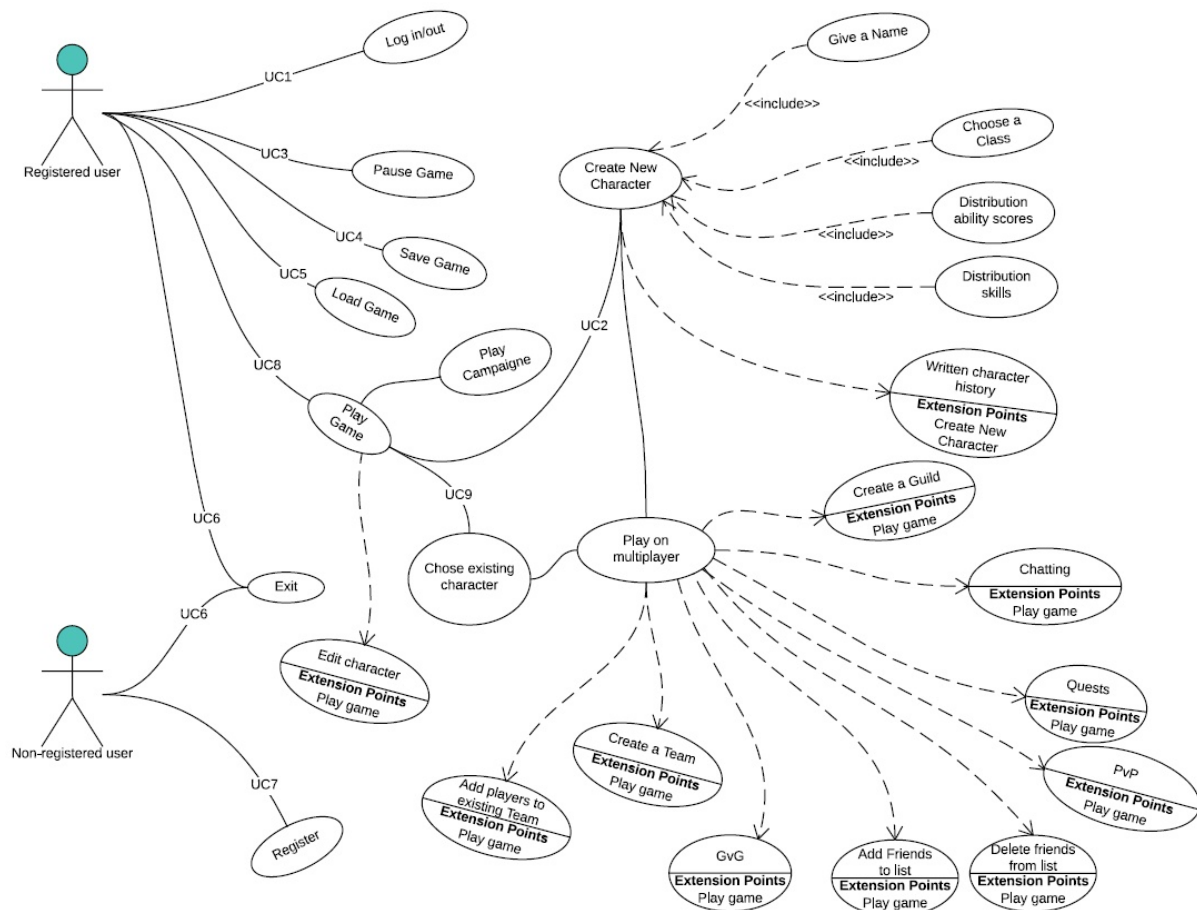 Log in/out
UC1
Registered user
UC3
Pause Game
UC4
Save Game
UC5
Load Game
UC8
Play
Campaigne
Play
Game
UC2
UC9
UC6
Exit
UC6
Non-registered user
UC7
Register
Give a Name
<<include>>
Choose a
Class
<<include>>
Create New
Character
Distribution
ability scores
<<include>>
Distribution
skills
<<include>>
Written character
history
Extension Points
Create New
Character
Create a Guild
Extension Points
Play game
Play on
multiplayer
Chose existing
character
Chatting
Extension Points
Play game
Edit character
Extension Points
Play game
Quests
Extension Points
Play game
Create a Team
Extension Points
Play game
PvP
Extension Points
Play game
Add players to
existing Team
Extension Points
Play game
GvG
Extension Points
Play game
Add Friends
to list
Extension Points
Play game
Delete friends
from list
Extension Points
Play game